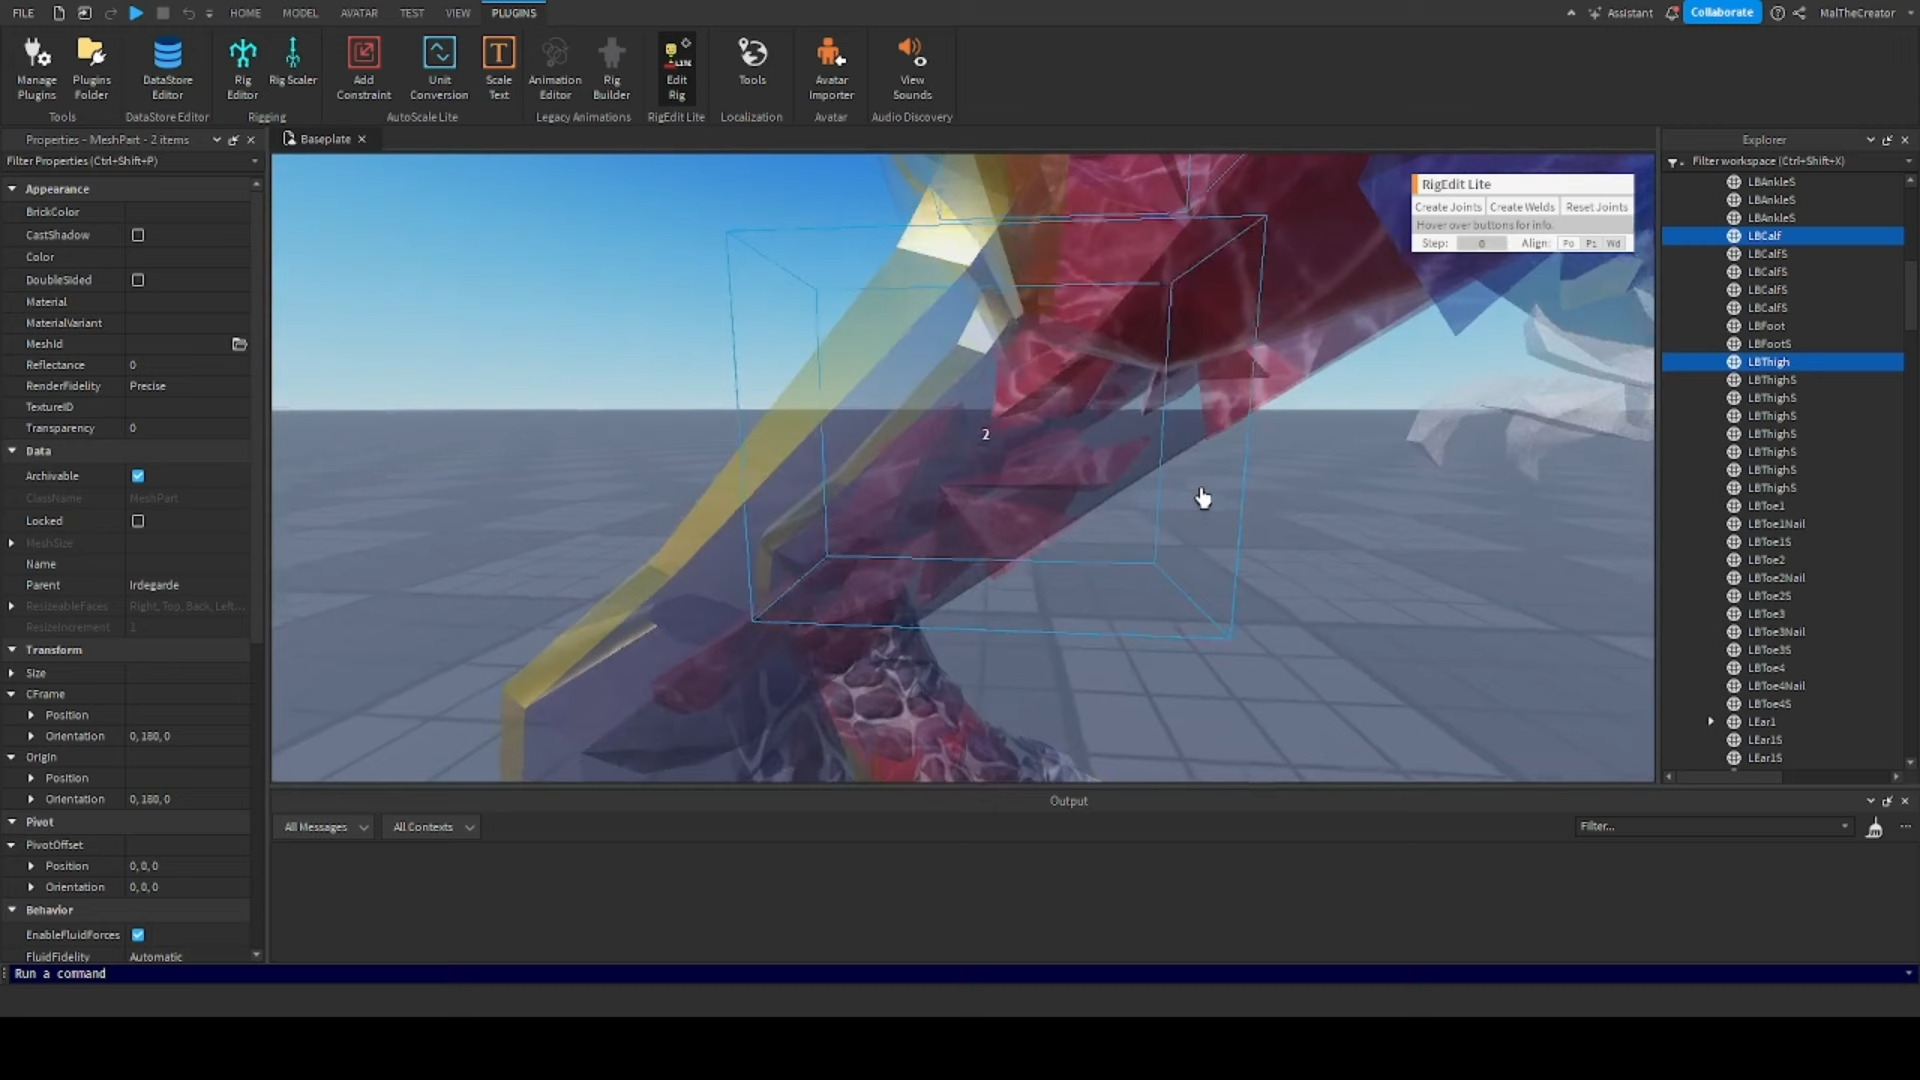 FILE HOME MODEL AVATAR TEST VIEW PLUGINS Assistant Collaborate MalTheCreator
Manage Plugins
Plugins Folder
DataStore Editor
Rig Editor
Rig Scaler
Add Constraint
Unit Conversion
Scale Text
Animation Editor
Rig Builder
Edit Rig
Tools
Avatar Importer
View Sounds
Tools DataStore Editor Rigging AutoScale Lite Legacy Animations RigEdit Lite Localization Avatar Audio Discovery
Properties - MeshPart - 2 items
Filter Properties (Ctrl+Shift+P)
Appearance
BrickColor
CastShadow
Color
DoubleSided
Material
MaterialVariant
MeshId
Reflectance 0
RenderFidelity Precise
TextureID
Transparency 0
Data
Archivable
ClassName MeshPart
Locked
MeshSize
Name
Parent Irdegarde
ResizeableFaces Right, Top, Back, Left...
ResizeIncrement 1
Transform
Size
CFrame
Position
Orientation 0, 180, 0
Origin
Position
Orientation 0, 180, 0
Pivot
PivotOffset
Position 0, 0, 0
Orientation 0, 0, 0
Behavior
EnableFluidForces
FluidFidelity Automatic
Baseplate
2
RigEdit Lite
Create Joints Create Welds Reset Joints
Hover over buttons for info.
Step: 0 Align: Po P1 Wd
Explorer
Filter workspace (Ctrl+Shift+X)
LBAnkleS
LBAnkleS
LBAnkleS
LBCalf
LBCalfS
LBCalfS
LBCalfS
LBCalfS
LBFoot
LBFootS
LBThigh
LBThighS
LBThighS
LBThighS
LBThighS
LBThighS
LBThighS
LBThighS
LBToe1
LBToe1Nail
LBToe1S
LBToe2
LBToe2Nail
LBToe2S
LBToe3
LBToe3Nail
LBToe3S
LBToe4
LBToe4Nail
LBToe4S
LEar1
LEar1S
LEar1S
Output
All Messages All Contexts Filter...
Run a command